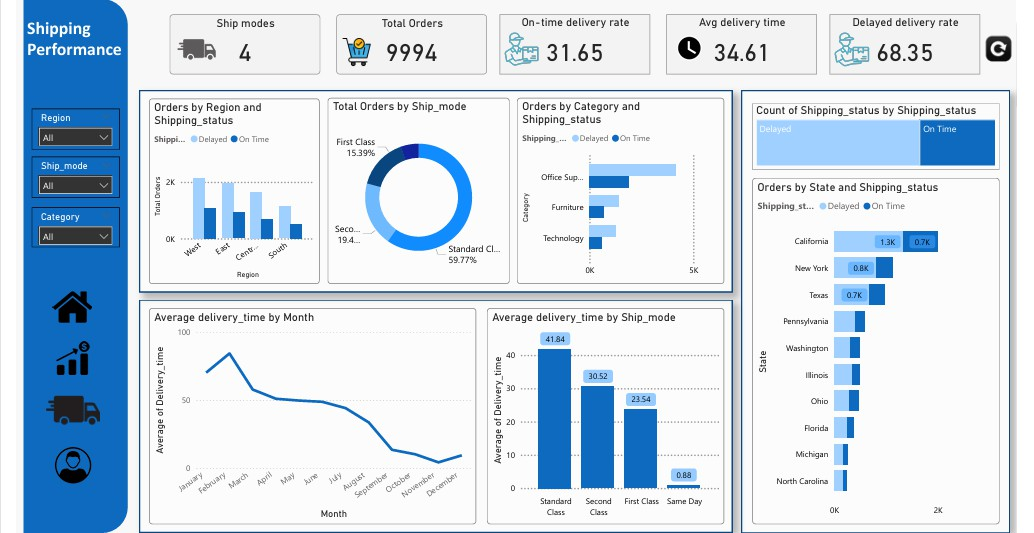 Shipping
Performance
Region
All
Ship_mode
All
Category
All
Ship modes
4
Total Orders
9994
On-time delivery rate
31.65
Avg delivery time
34.61
Delayed delivery rate
68.35
Orders by Region and
Shipping_status
Shippi... Delayed On Time
Total Orders
2K
0K
West
East
Centr...
South
Region
Total Orders by Ship_mode
First Class
15.39%
Seco...
19.4...
Standard Cl...
59.77%
Orders by Category and
Shipping_status
Shipping_... Delayed On Time
Category
Office Sup...
Furniture
Technology
0K 5K
Count of Shipping_status by Shipping_status
Delayed On Time
Orders by State and Shipping_status
Shipping_st... Delayed On Time
State
California 1.3K 0.7K
New York 0.8K
Texas 0.7K
Pennsylvania
Washington
Illinois
Ohio
Florida
Michigan
North Carolina
0K 2K
Average delivery_time by Month
Average of Delivery_time
100
50
0
January
February
March
April
May
June
July
August
September
October
November
December
Month
Average delivery_time by Ship_mode
Average of Delivery_time
40
30
20
10
0
41.84
30.52
23.54
0.88
Standard
Class
Second
Class
First Class
Same Day